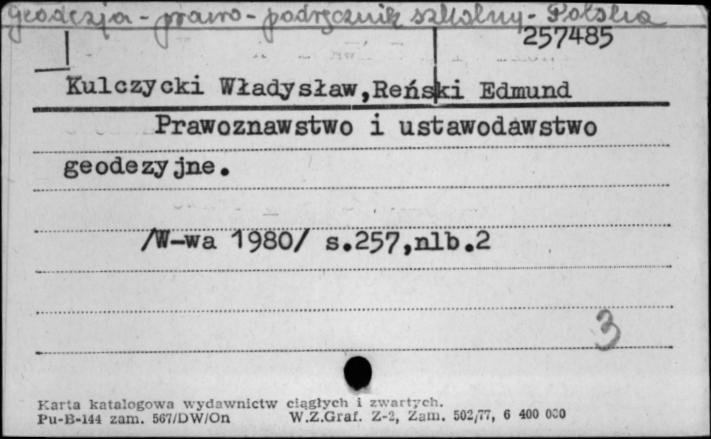 geodezja - prawo - podręcznik szkolny - Polska
257485
Kulczycki Władysław,Reński Edmund
Prawoznawstwo i ustawodawstwo
geodezyjne.
/W-wa 1980/ s.257,nlb.2
3
Karta katalogowa wydawnictw ciągłych i zwartych.
Pu-B-144 zam. 567/DW/On W.Z.Graf. Z-2, Zam. 502/77, 6 400 000